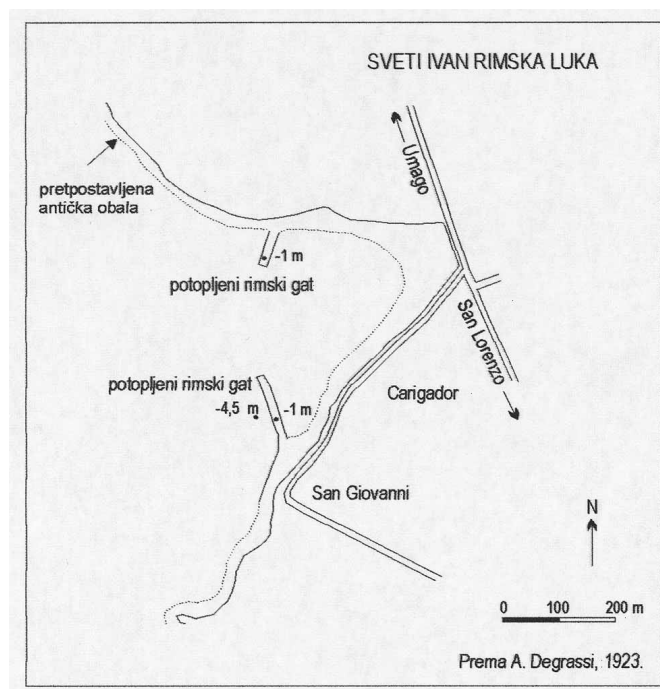 SVETI IVAN RIMSKA LUKA
Umago
pretpostavljena
antička obala
-1 m
potopljeni rimski gat
San Lorenzo
potopljeni rimski gat
-4,5 m
-1 m
Carigador
San Giovanni
N
0 100 200 m
Prema A. Degrassi, 1923.